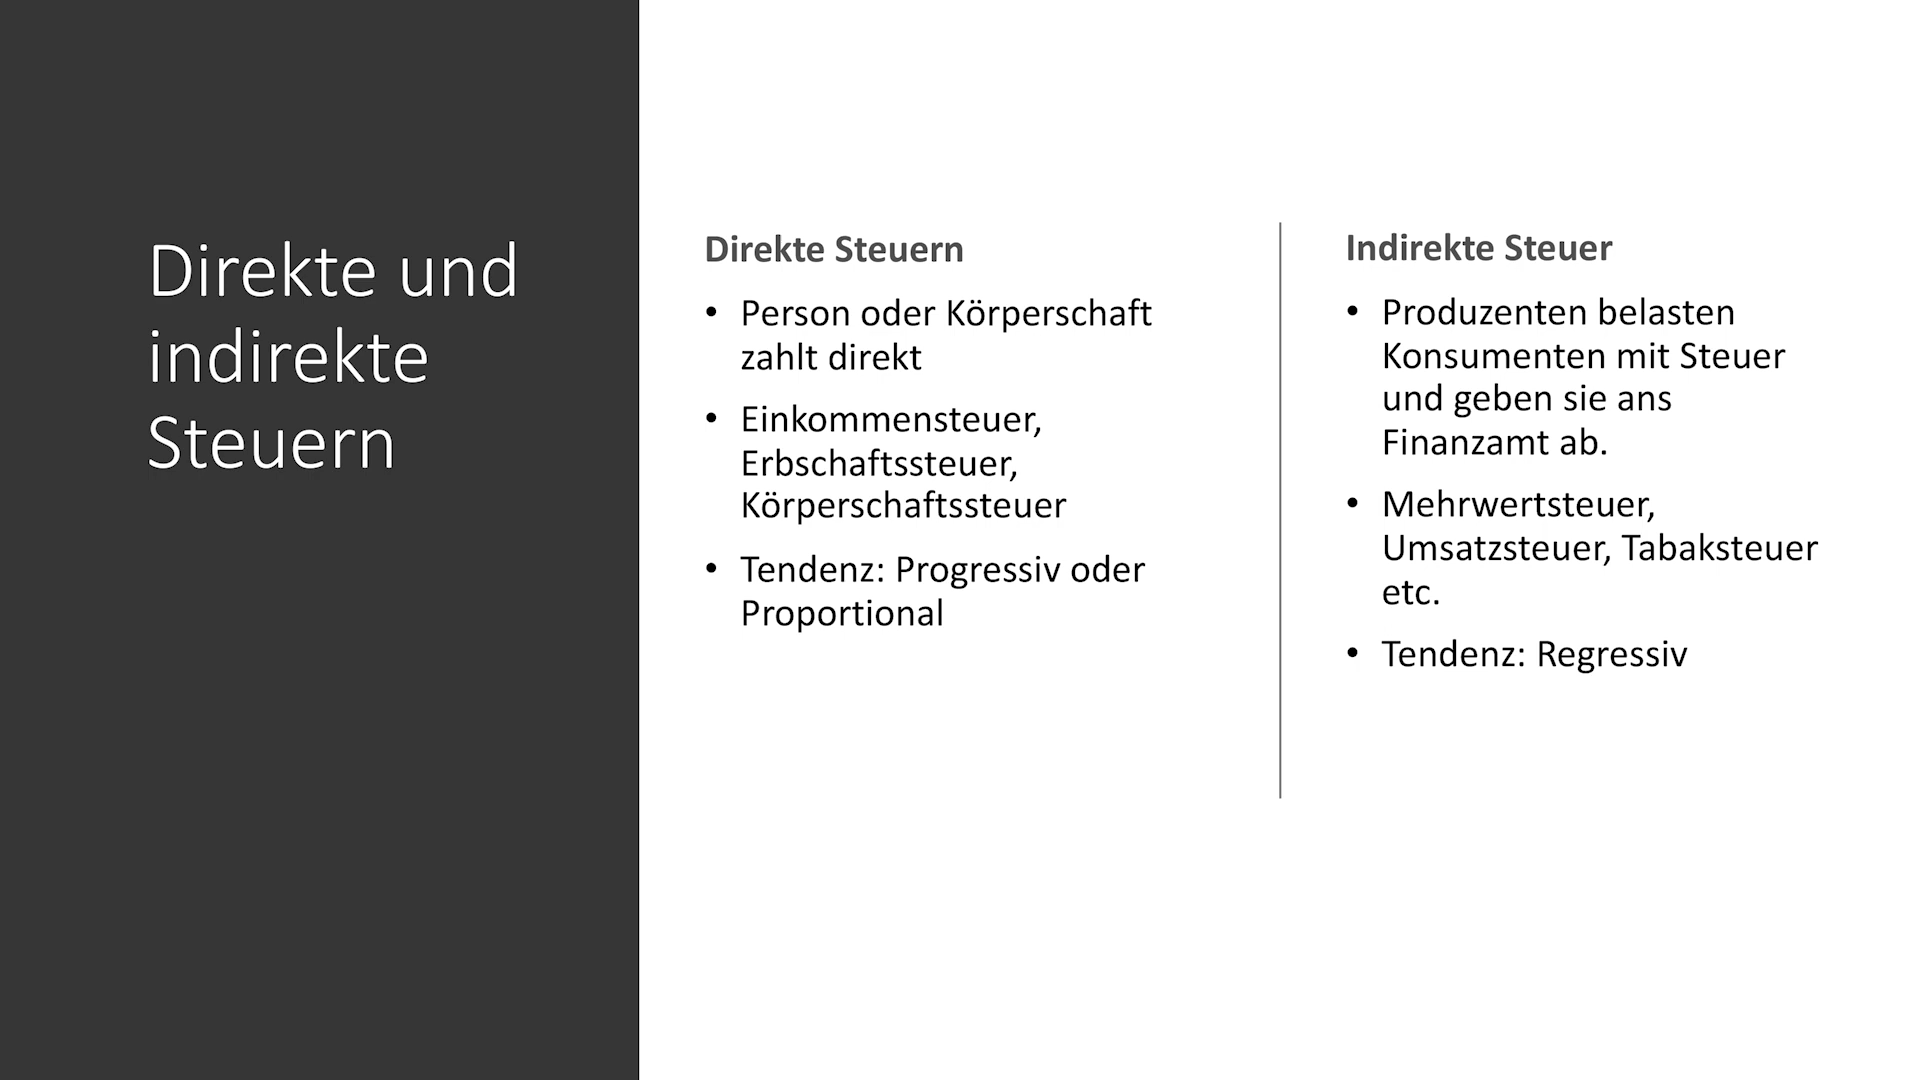 Direkte und
indirekte
Steuern
Direkte Steuern
• Person oder Körperschaft
zahlt direkt
• Einkommensteuer,
Erbschaftssteuer,
Körperschaftssteuer
• Tendenz: Progressiv oder
Proportional
Indirekte Steuer
• Produzenten belasten
Konsumenten mit Steuer
und geben sie ans
Finanzamt ab.
• Mehrwertsteuer,
Umsatzsteuer, Tabaksteuer
etc.
• Tendenz: Regressiv